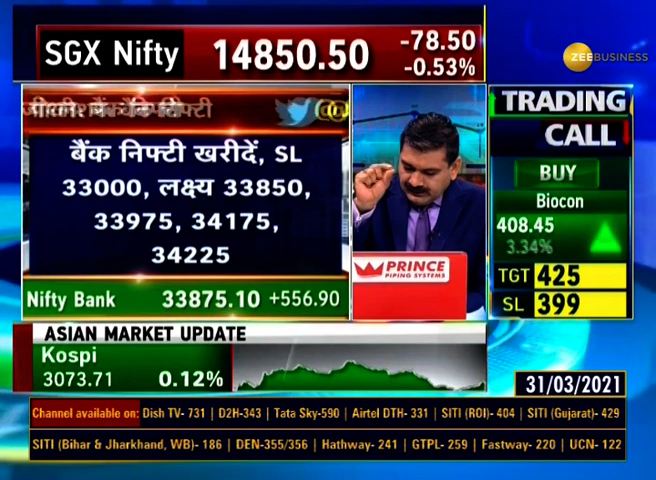 SGX Nifty 14850.50 -78.50
-0.53%
ZEE BUSINESS
बैंक निफ्टी खरीदें, SL
33000, लक्ष्य 33850,
33975, 34175,
34225
Nifty Bank 33875.10 +556.90
PRINCE
PIPING SYSTEMS
TRADING
CALL
BUY
Biocon
408.45
3.34%
TGT 425
SL 399
ASIAN MARKET UPDATE
Kospi
3073.71 0.12%
31/03/2021
Channel available on: Dish TV- 731 | D2H-343 | Tata Sky-590 | Airtel DTH- 331 | SITI (ROI)- 404 | SITI (Gujarat)- 429
SITI (Bihar & Jharkhand, WB)- 186 | DEN-355/356 | Hathway- 241 | GTPL- 259 | Fastway- 220 | UCN- 122